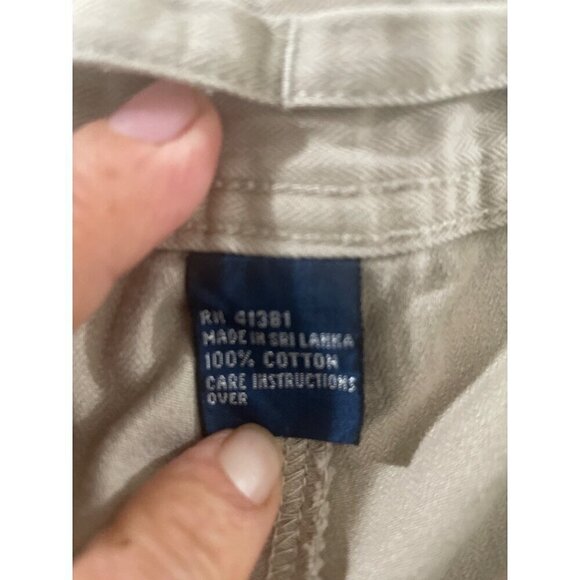 RN 41381
MADE IN SRI LANKA
100% COTTON
CARE INSTRUCTIONS
OVER